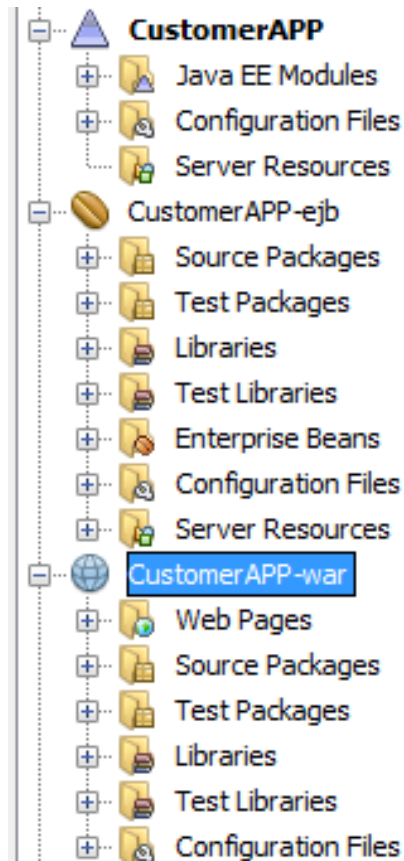 CustomerAPP
Java EE Modules
Configuration Files
Server Resources
CustomerAPP-ejb
Source Packages
Test Packages
Libraries
Test Libraries
Enterprise Beans
Configuration Files
Server Resources
CustomerAPP-war
Web Pages
Source Packages
Test Packages
Libraries
Test Libraries
Configuration Files